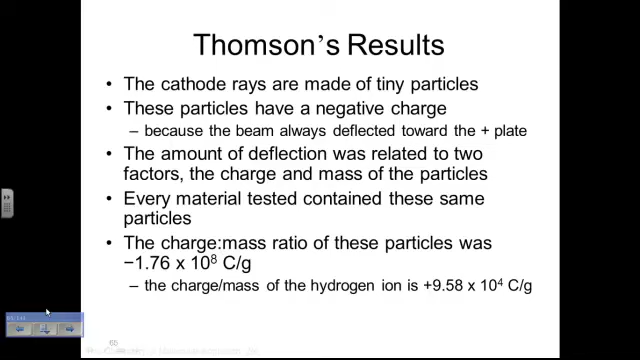 Thomson's Results
• The cathode rays are made of tiny particles
• These particles have a negative charge
– because the beam always deflected toward the + plate
• The amount of deflection was related to two
factors, the charge and mass of the particles
• Every material tested contained these same
particles
• The charge:mass ratio of these particles was
−1.76 x 10⁸ C/g
– the charge/mass of the hydrogen ion is +9.58 x 10⁴ C/g
65